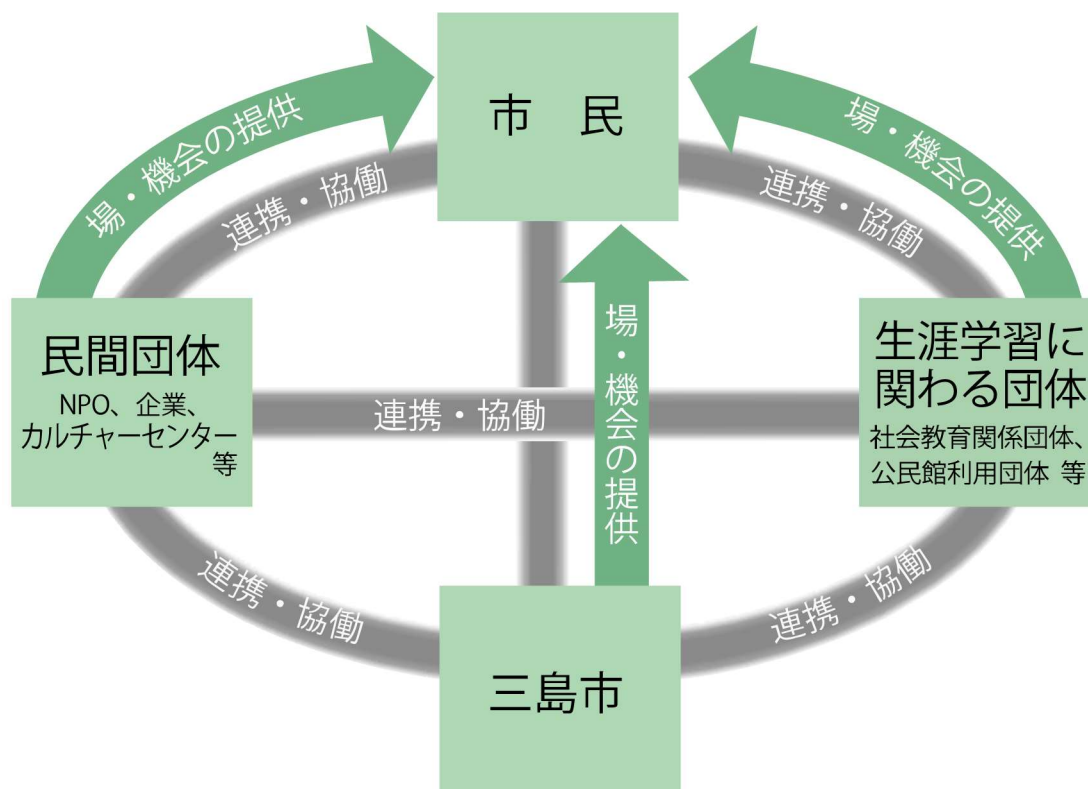 市　民
場・機会の提供
場・機会の提供
連携・協働
連携・協働
民間団体
NPO、企業、
カルチャーセンター
等
連携・協働
場・機会の提供
生涯学習に
関わる団体
社会教育関係団体、
公民館利用団体 等
連携・協働
連携・協働
三島市